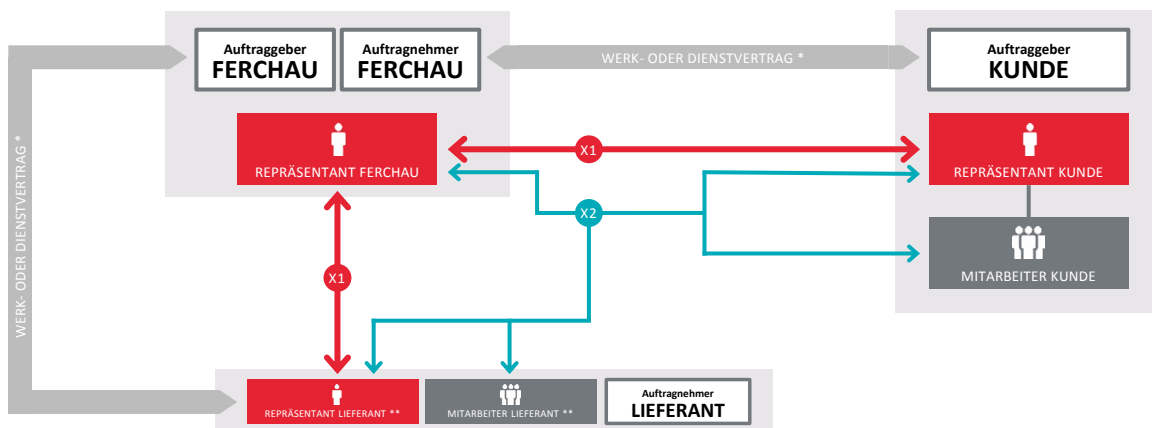 Auftraggeber
FERCHAU
Auftragnehmer
FERCHAU
WERK- ODER DIENSTVERTRAG *
Auftraggeber
KUNDE
WERK- ODER DIENSTVERTRAG *
REPRÄSENTANT FERCHAU
X1
REPRÄSENTANT KUNDE
X2
X1
MITARBEITER KUNDE
REPRÄSENTANT LIEFERANT **
MITARBEITER LIEFERANT **
Auftragnehmer
LIEFERANT